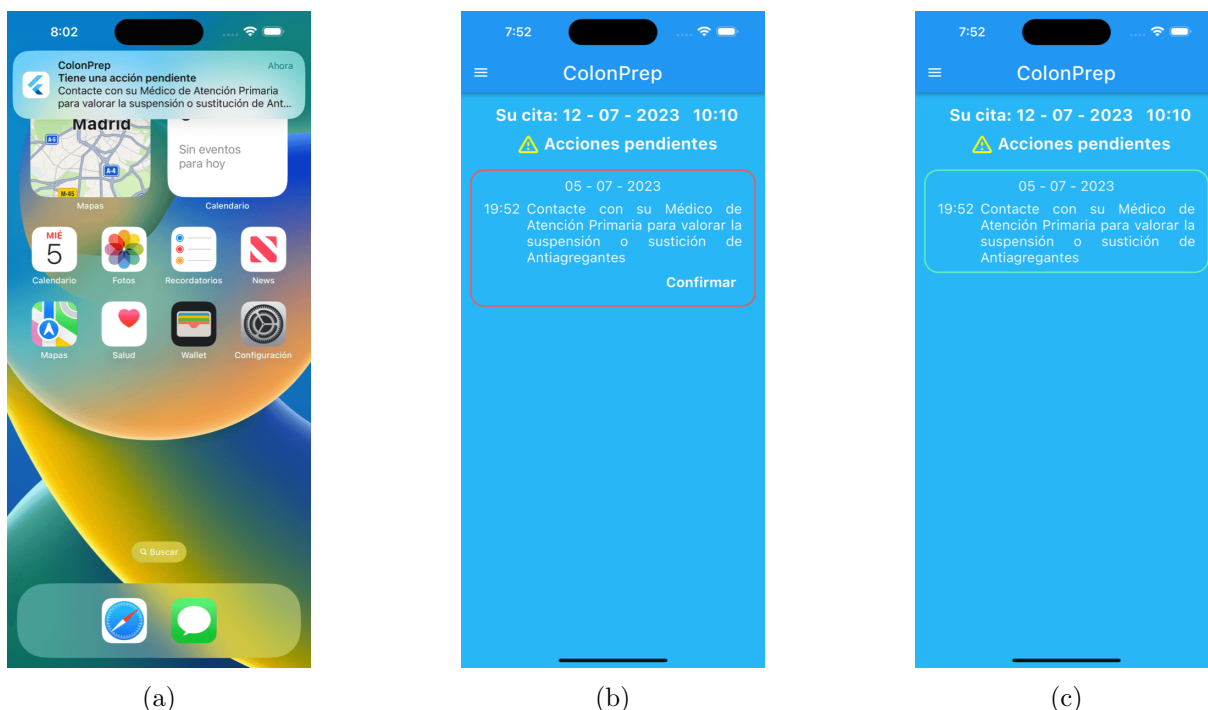 8:02
ColonPrep
Ahora
Tiene una acción pendiente
Contacte con su Médico de Atención Primaria
para valorar la suspensión o sustitución de Ant...
Madrid
A-6
A-4
M-45
Sin eventos
para hoy
Mapas
Calendario
MIÉ
5
Calendario
Fotos
Recordatorios
News
Mapas
Salud
Wallet
Configuración
Buscar
(a)
7:52
ColonPrep
Su cita: 12 - 07 - 2023 10:10
Acciones pendientes
05 - 07 - 2023
19:52 Contacte con su Médico de
Atención Primaria para valorar la
suspensión o sustición de
Antiagregantes
Confirmar
(b)
7:52
ColonPrep
Su cita: 12 - 07 - 2023 10:10
Acciones pendientes
05 - 07 - 2023
19:52 Contacte con su Médico de
Atención Primaria para valorar la
suspensión o sustición de
Antiagregantes
(c)